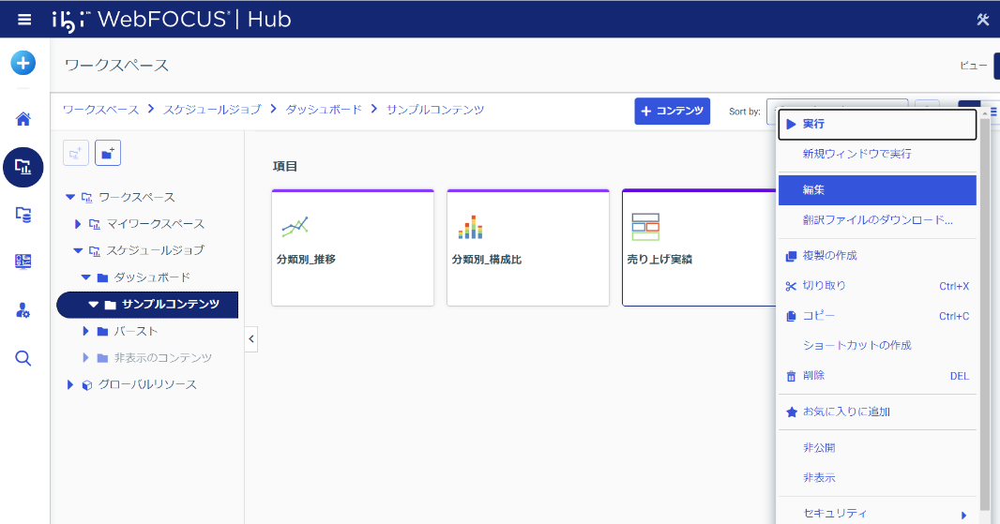 ibi™ WebFOCUS® | Hub
ワークスペース
ビュー
ワークスペース > スケジュールジョブ > ダッシュボード > サンプルコンテンツ
+ コンテンツ
Sort by:
ワークスペース
マイワークスペース
スケジュールジョブ
ダッシュボード
サンプルコンテンツ
バースト
非表示のコンテンツ
グローバルリソース
項目
分類別_推移
分類別_構成比
売り上げ実績
実行
新規ウィンドウで実行
編集
翻訳ファイルのダウンロード...
複製の作成
切り取り Ctrl+X
コピー Ctrl+C
ショートカットの作成
削除 DEL
お気に入りに追加
非公開
非表示
セキュリティ